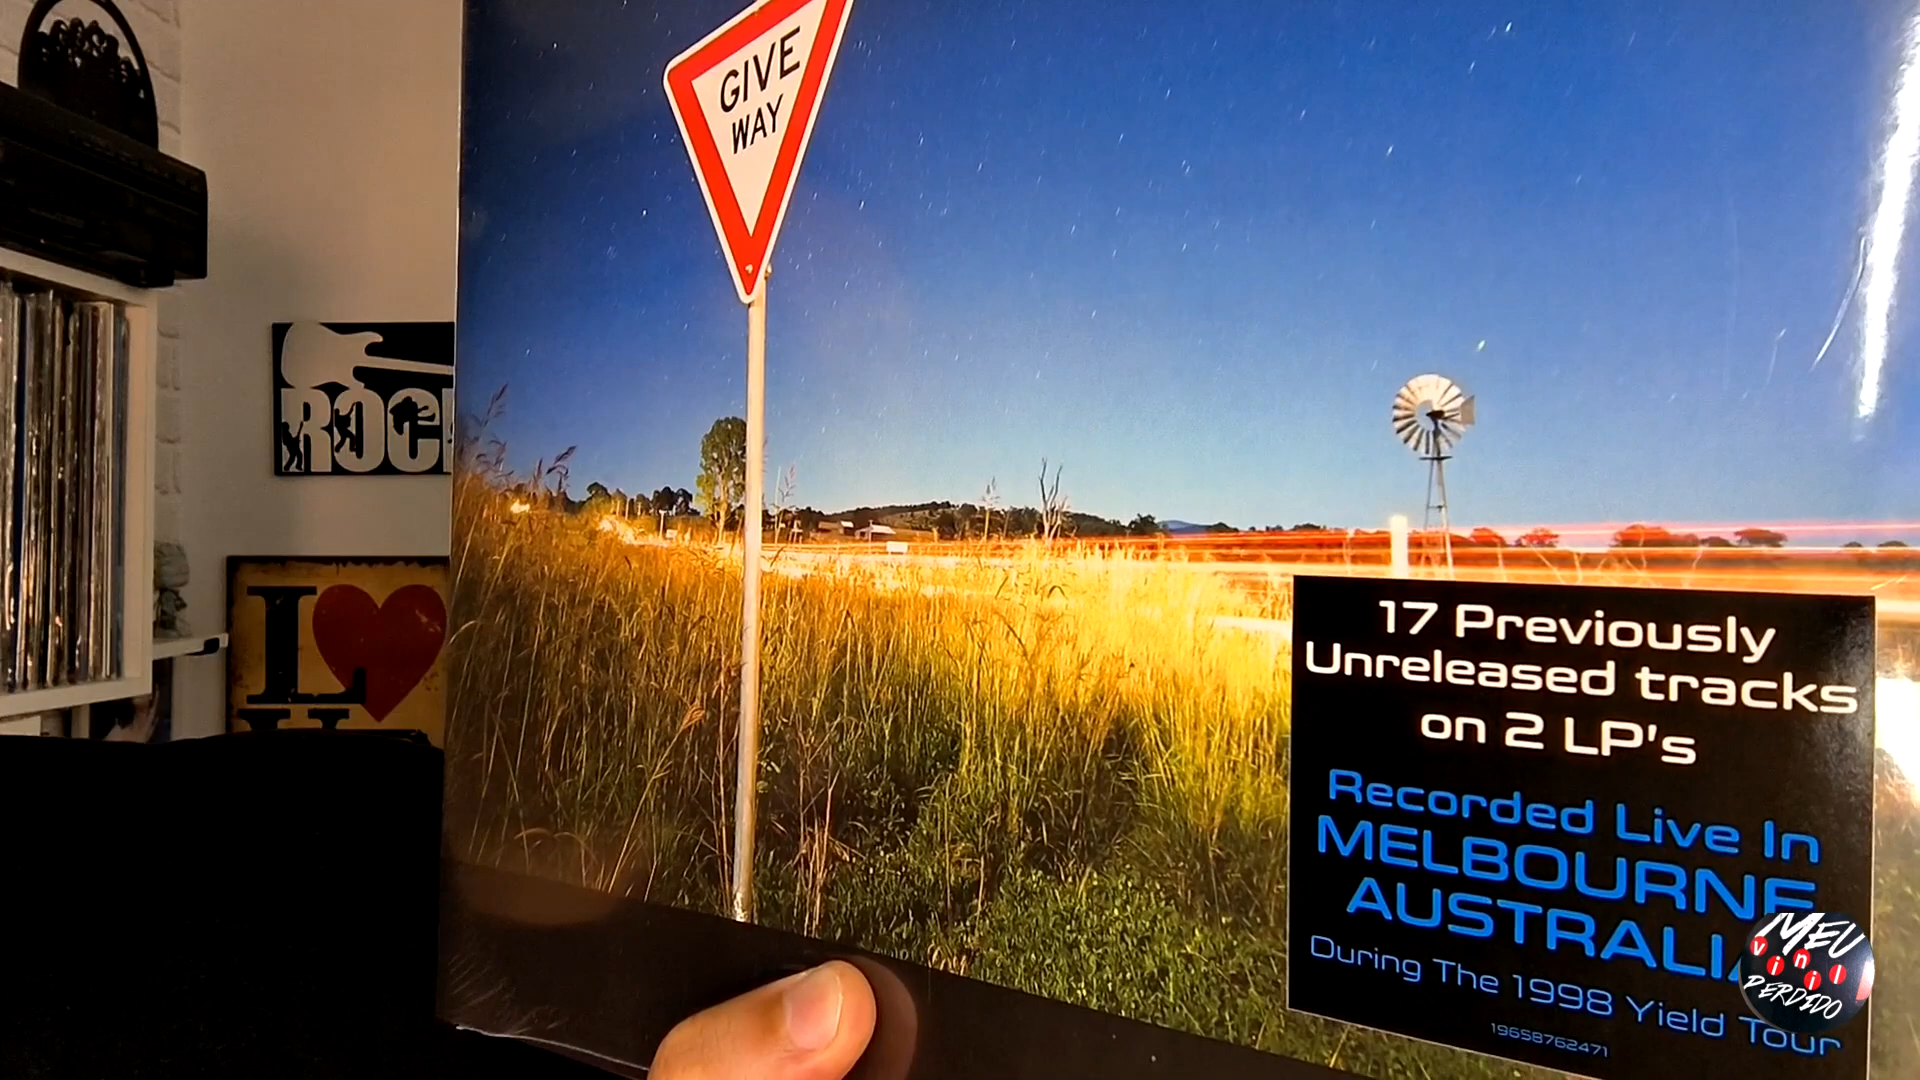 GIVE
WAY
ROC
I
17 Previously
Unreleased tracks
on 2 LP's
Recorded Live In
MELBOURNE
AUSTRALIA
During The 1998 Yield Tour
19658762471
MEU
vinil
PERDIDO